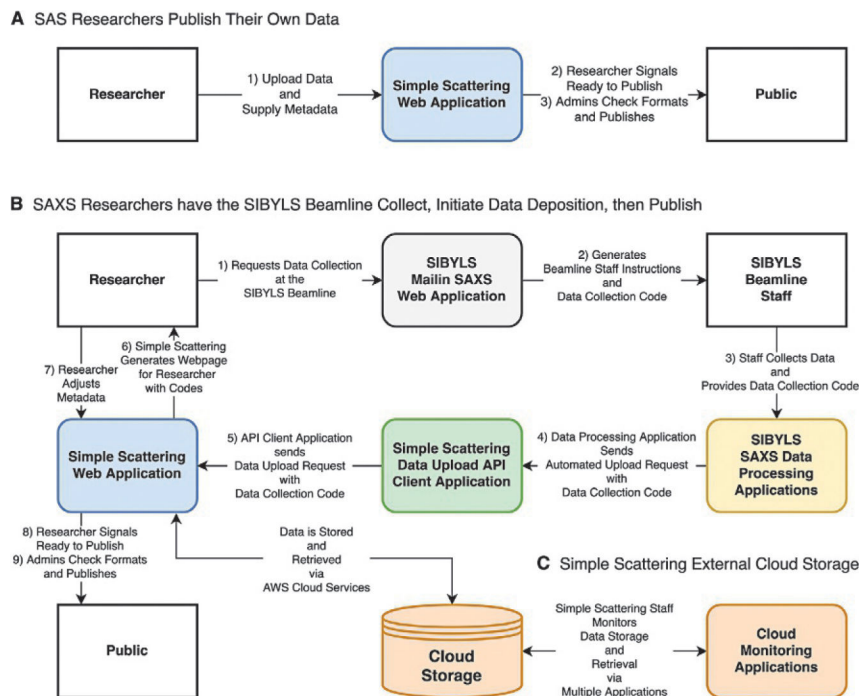 A SAS Researchers Publish Their Own Data
Researcher
1) Upload Data
and
Supply Metadata
Simple Scattering
Web Application
2) Researcher Signals
Ready to Publish
3) Admins Check Formats
and Publishes
Public
B SAXS Researchers have the SIBYLS Beamline Collect, Initiate Data Deposition, then Publish
Researcher
1) Requests Data Collection
at the
SIBYLS Beamline
SIBYLS
Mailin SAXS
Web Application
2) Generates
Beamline Staff Instructions
and
Data Collection Code
SIBYLS
Beamline
Staff
3) Staff Collects Data
and
Provides Data Collection Code
SIBYLS
SAXS Data
Processing
Applications
4) Data Processing Application
Sends
Automated Upload Request
with
Data Collection Code
Simple Scattering
Data Upload API
Client Application
5) API Client Application
sends
Data Upload Request
with
Data Collection Code
Simple Scattering
Web Application
6) Simple Scattering
Generates Webpage
for Researcher
with Codes
7) Researcher
Adjusts
Metadata
8) Researcher Signals
Ready to Publish
9) Admins Check Formats
and Publishes
Public
Data is Stored
and
Retrieved
via
AWS Cloud Services
C Simple Scattering External Cloud Storage
Cloud
Storage
Simple Scattering Staff
Monitors
Data Storage
and
Retrieval
via
Multiple Applications
Cloud
Monitoring
Applications